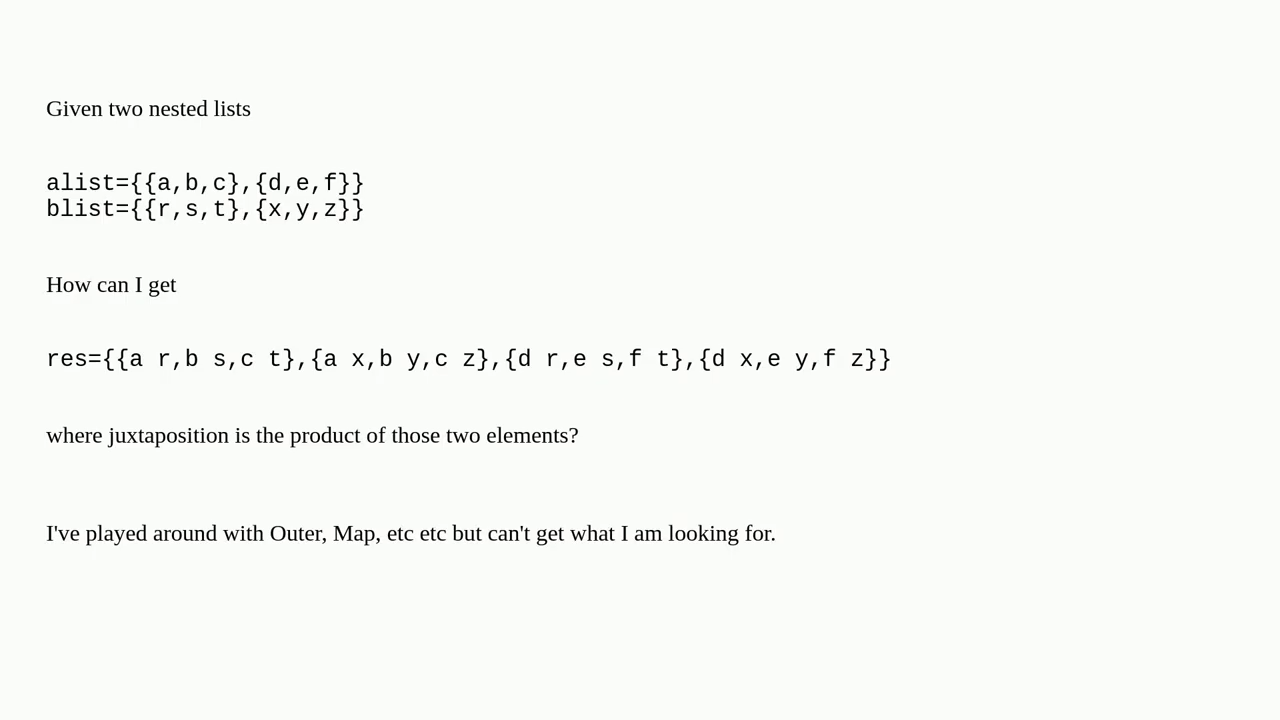 Given two nested lists
alist={{a,b,c},{d,e,f}}
blist={{r,s,t},{x,y,z}}
How can I get
res={{a r,b s,c t},{a x,b y,c z},{d r,e s,f t},{d x,e y,f z}}
where juxtaposition is the product of those two elements?
I've played around with Outer, Map, etc etc but can't get what I am looking for.